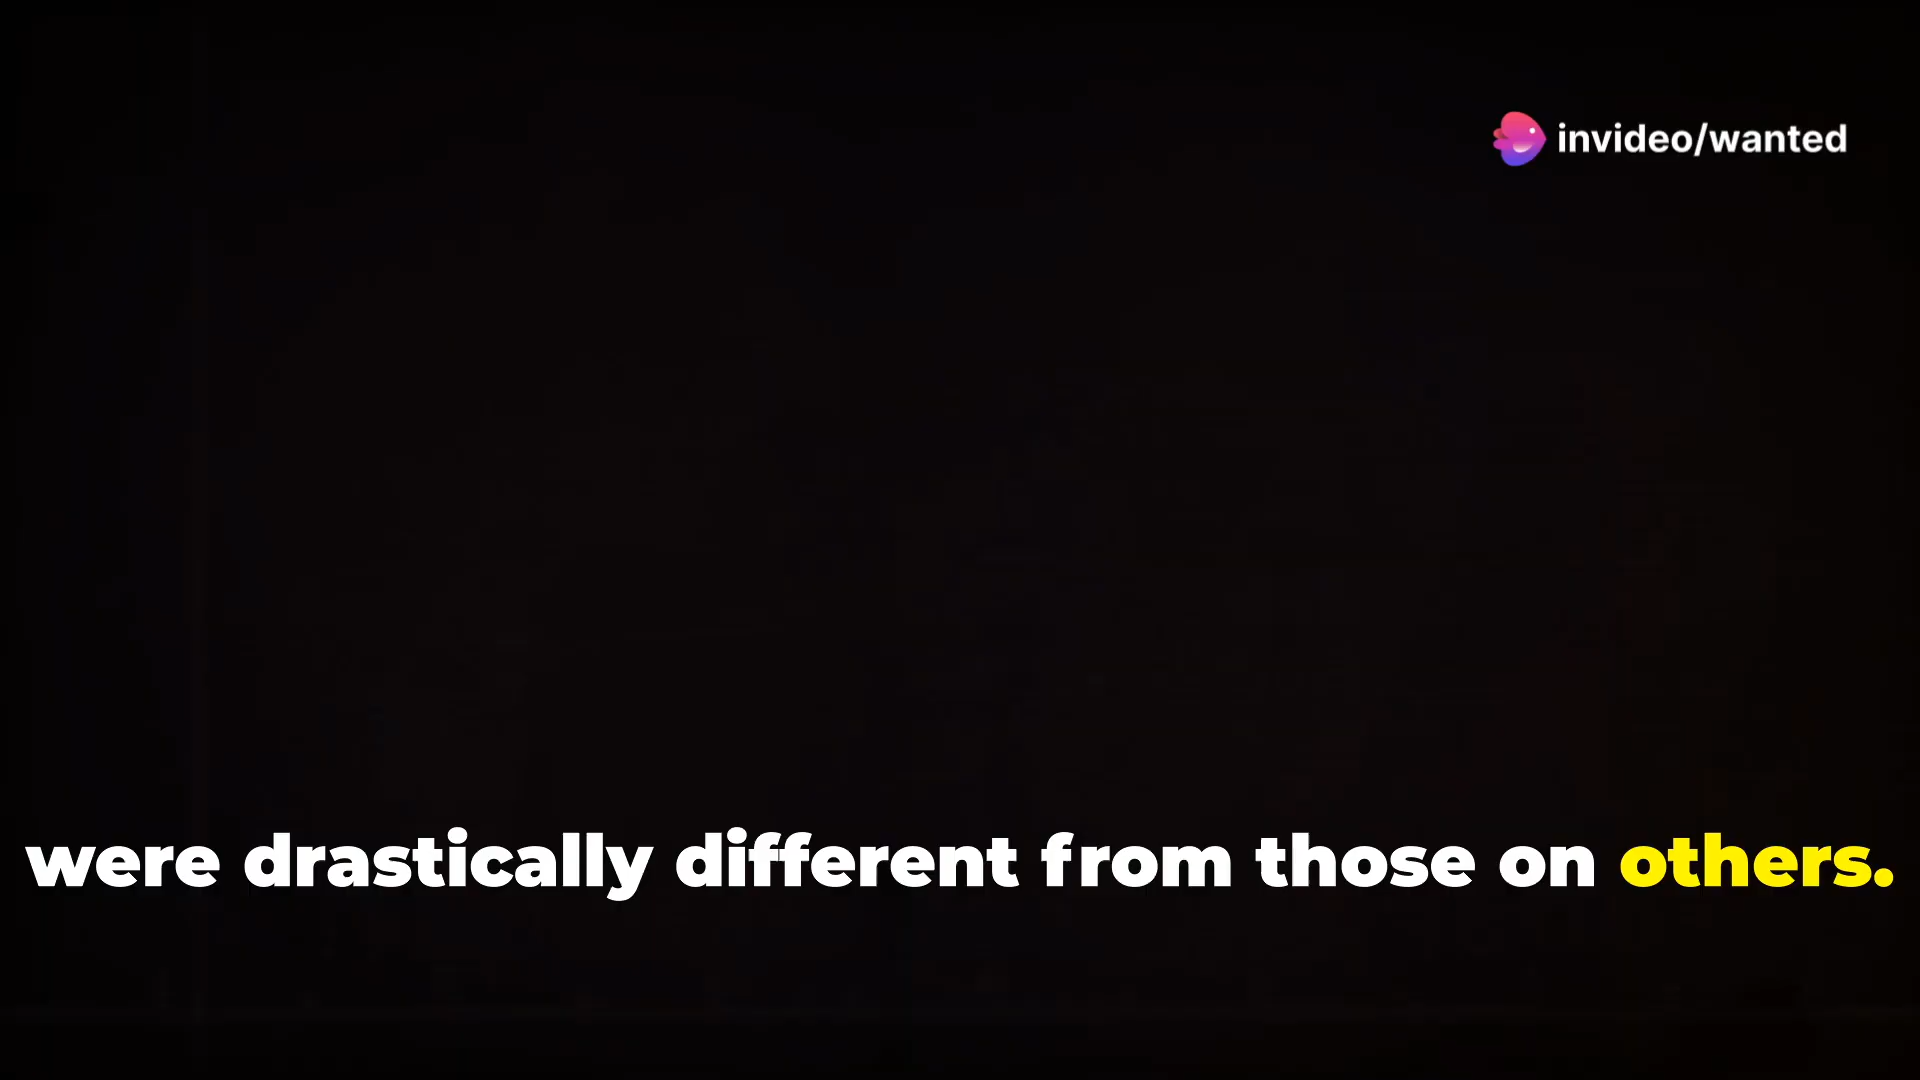 invideo/wanted
were drastically different from those on others.